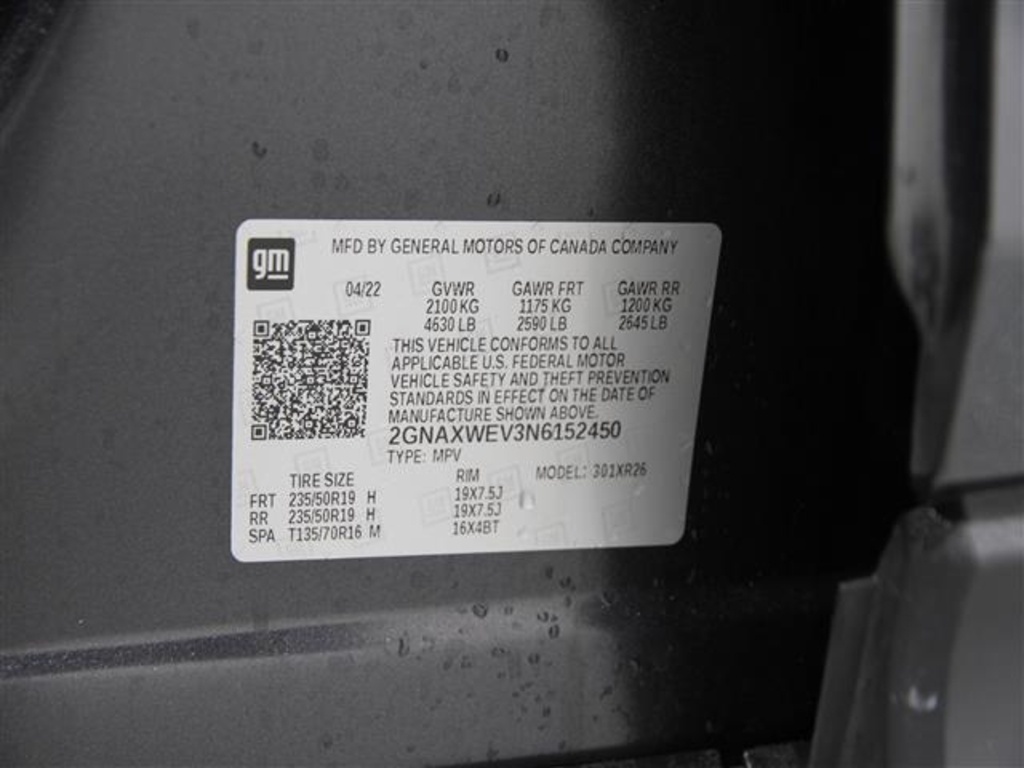 gm
MFD BY GENERAL MOTORS OF CANADA COMPANY
04/22 GVWR GAWR FRT GAWR RR
2100 KG 1175 KG 1200 KG
4630 LB 2590 LB 2645 LB
THIS VEHICLE CONFORMS TO ALL
APPLICABLE U.S. FEDERAL MOTOR
VEHICLE SAFETY AND THEFT PREVENTION
STANDARDS IN EFFECT ON THE DATE OF
MANUFACTURE SHOWN ABOVE.
2GNAXWEV3N6152450
TYPE: MPV
TIRE SIZE RIM MODEL: 301XR26
FRT 235/50R19 H 19X7.5J
RR 235/50R19 H 19X7.5J
SPA T135/70R16 M 16X4BT